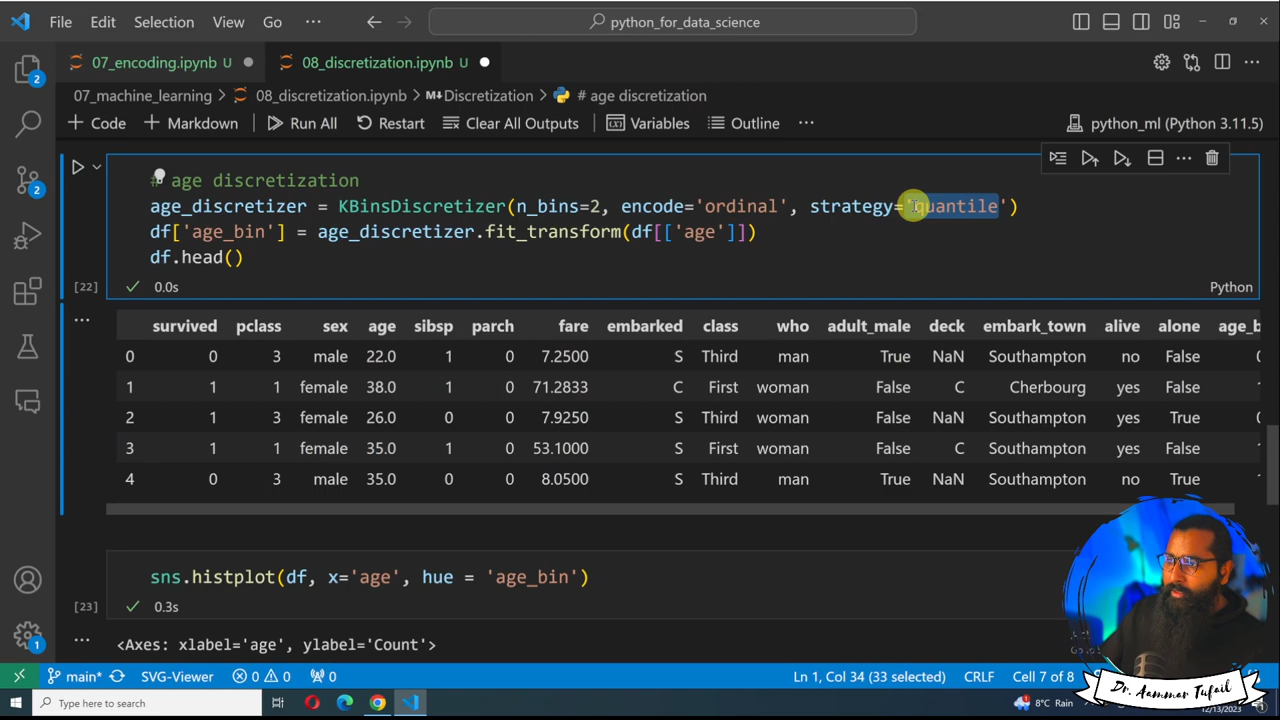 File Edit Selection View Go ··· python_for_data_science
07_encoding.ipynb U 08_discretization.ipynb U
07_machine_learning > 08_discretization.ipynb > M↓Discretization > # age discretization
+ Code + Markdown Run All Restart Clear All Outputs Variables Outline ··· python_ml (Python 3.11.5)
# age discretization
age_discretizer = KBinsDiscretizer(n_bins=2, encode='ordinal', strategy='quantile')
df['age_bin'] = age_discretizer.fit_transform(df[['age']])
df.head()
[22] 0.0s Python
survived pclass sex age sibsp parch fare embarked class who adult_male deck embark_town alive alone age_b
0 0 3 male 22.0 1 0 7.2500 S Third man True NaN Southampton no False
1 1 1 female 38.0 1 0 71.2833 C First woman False C Cherbourg yes False
2 1 3 female 26.0 0 0 7.9250 S Third woman False NaN Southampton yes True
3 1 1 female 35.0 1 0 53.1000 S First woman False C Southampton yes False
4 0 3 male 35.0 0 0 8.0500 S Third man True NaN Southampton no True
sns.histplot(df, x='age', hue = 'age_bin')
[23] 0.3s
<Axes: xlabel='age', ylabel='Count'>
main* SVG-Viewer 0 0 0 Ln 1, Col 34 (33 selected) CRLF Cell 7 of 8
Type here to search 8°C Rain 12/13/2023
Dr. Aammar Tufail
2
2
1